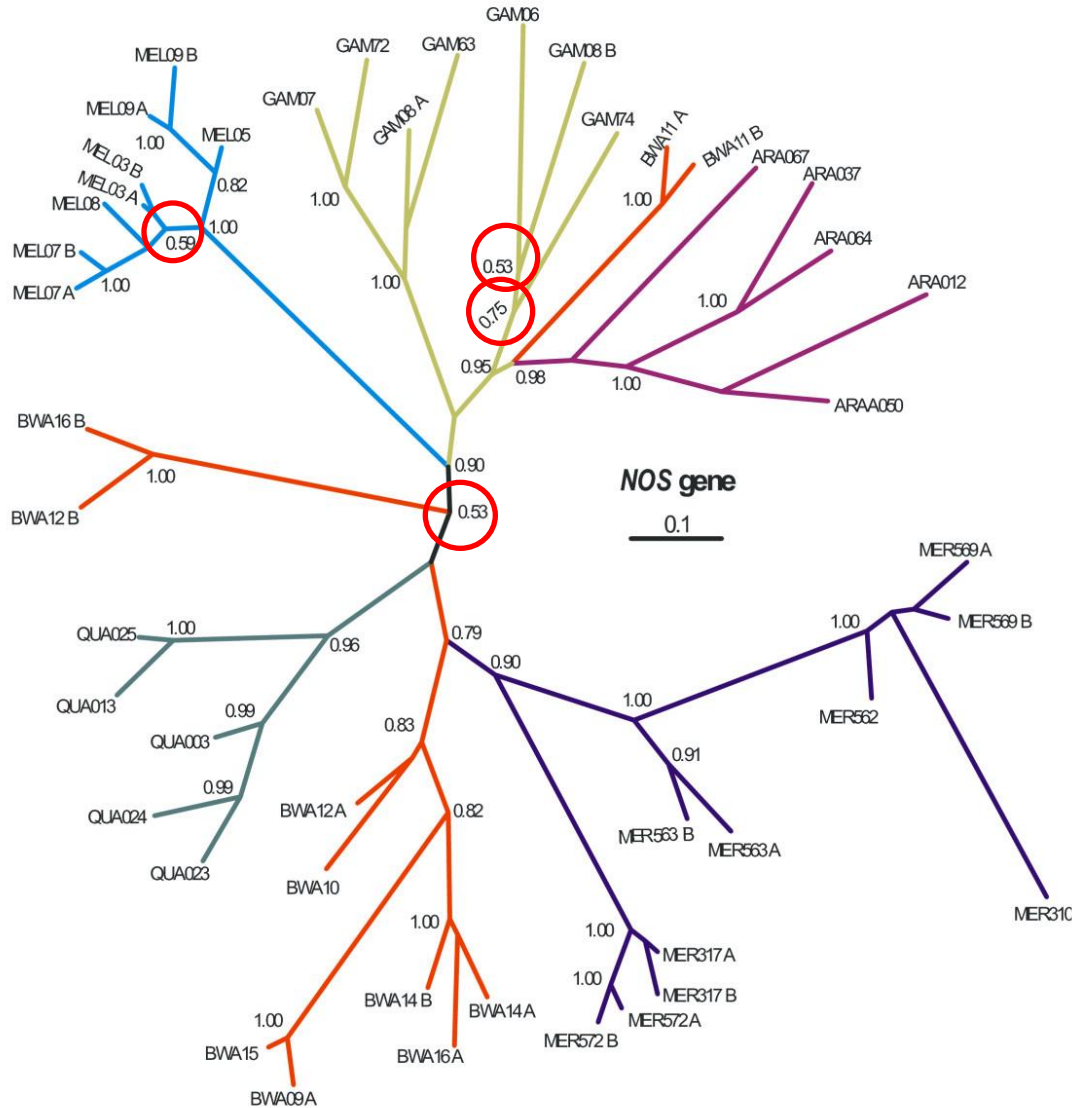 GAM06
MEL09 B
GAM72
GAM63
GAM08 B
GAM07
MEL09 A
GAM08 A
GAM74
MEL05
1.00
BWA11 A
BWA11 B
MEL03 B
ARA067
ARA037
MEL03 A
0.82
MEL08
1.00
1.00
1.00
0.59
ARA064
MEL07 B
0.53
MEL07 A
1.00
1.00
ARA012
1.00
0.75
0.95
0.98
1.00
ARAA050
BWA16 B
1.00
0.90
NOS gene
BWA12 B
0.53
0.1
MER569 A
QUA025
1.00
0.96
0.79
1.00
MER569 B
0.90
QUA013
1.00
MER562
0.99
QUA003
0.83
0.91
0.99
QUA024
BWA12 A
0.82
MER563 B
MER563 A
QUA023
BWA10
MER310
1.00
1.00
MER317 A
1.00
MER317 B
BWA14 B
BWA14 A
1.00
MER572 A
MER572 B
BWA15
BWA16 A
BWA09 A